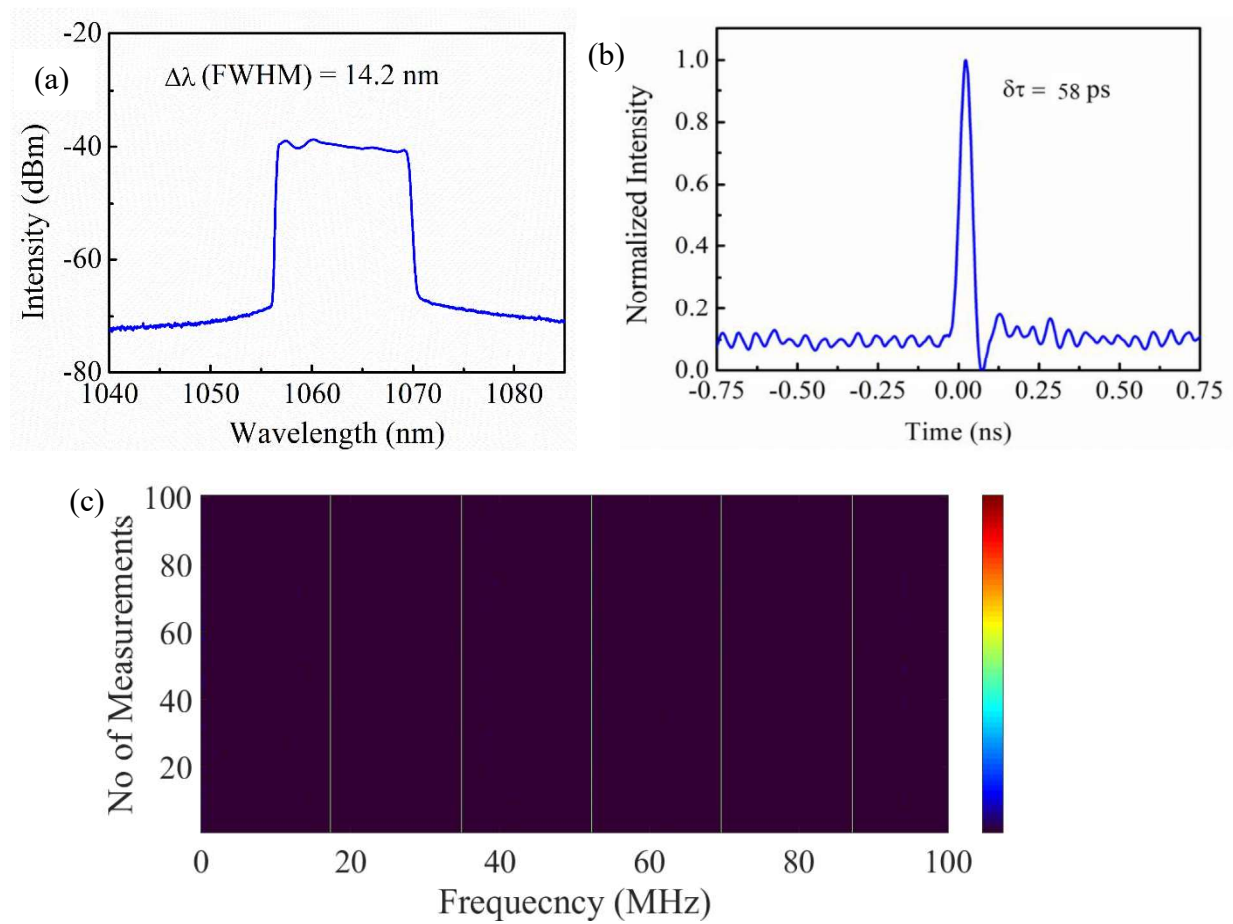 (a)
Δλ (FWHM) = 14.2 nm
-20
-40
-60
-80
Intensity (dBm)
1040 1050 1060 1070 1080
Wavelength (nm)
(b)
δτ = 58 ps
1.0
0.8
0.6
0.4
0.2
0.0
Normalized Intensity
-0.75 -0.50 -0.25 0.00 0.25 0.50 0.75
Time (ns)
(c)
100
80
60
40
20
No of Measurements
0 20 40 60 80 100
Frequecncy (MHz)